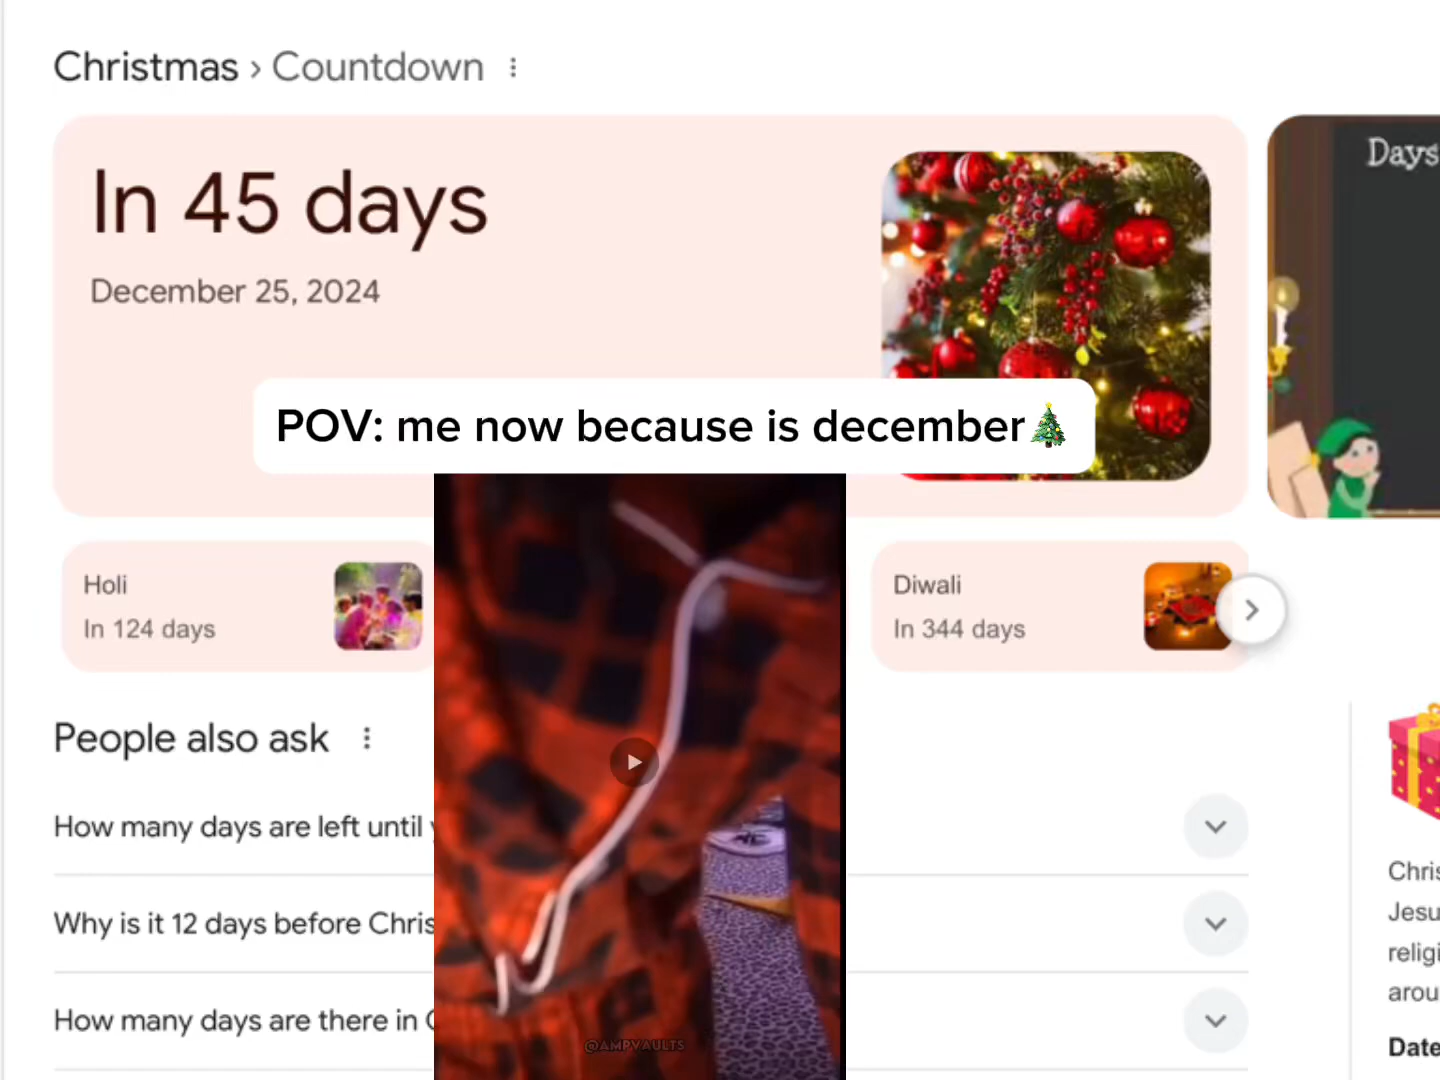 Christmas › Countdown
Days
In 45 days
December 25, 2024
POV: me now because is december🎄
Holi
In 124 days
Diwali
In 344 days
People also ask
How many days are left until
Why is it 12 days before Chris
How many days are there in
@AMPVAULTS
Chris
Jesu
religi
arou
Date